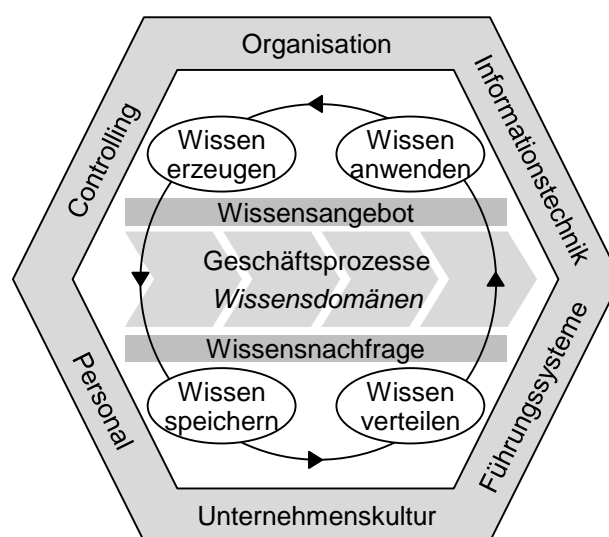 Organisation
Controlling
Informationstechnik
Wissen
erzeugen
Wissen
anwenden
Wissensangebot
Geschäftsprozesse
Wissensdomänen
Wissensnachfrage
Wissen
speichern
Wissen
verteilen
Personal
Führungssysteme
Unternehmenskultur